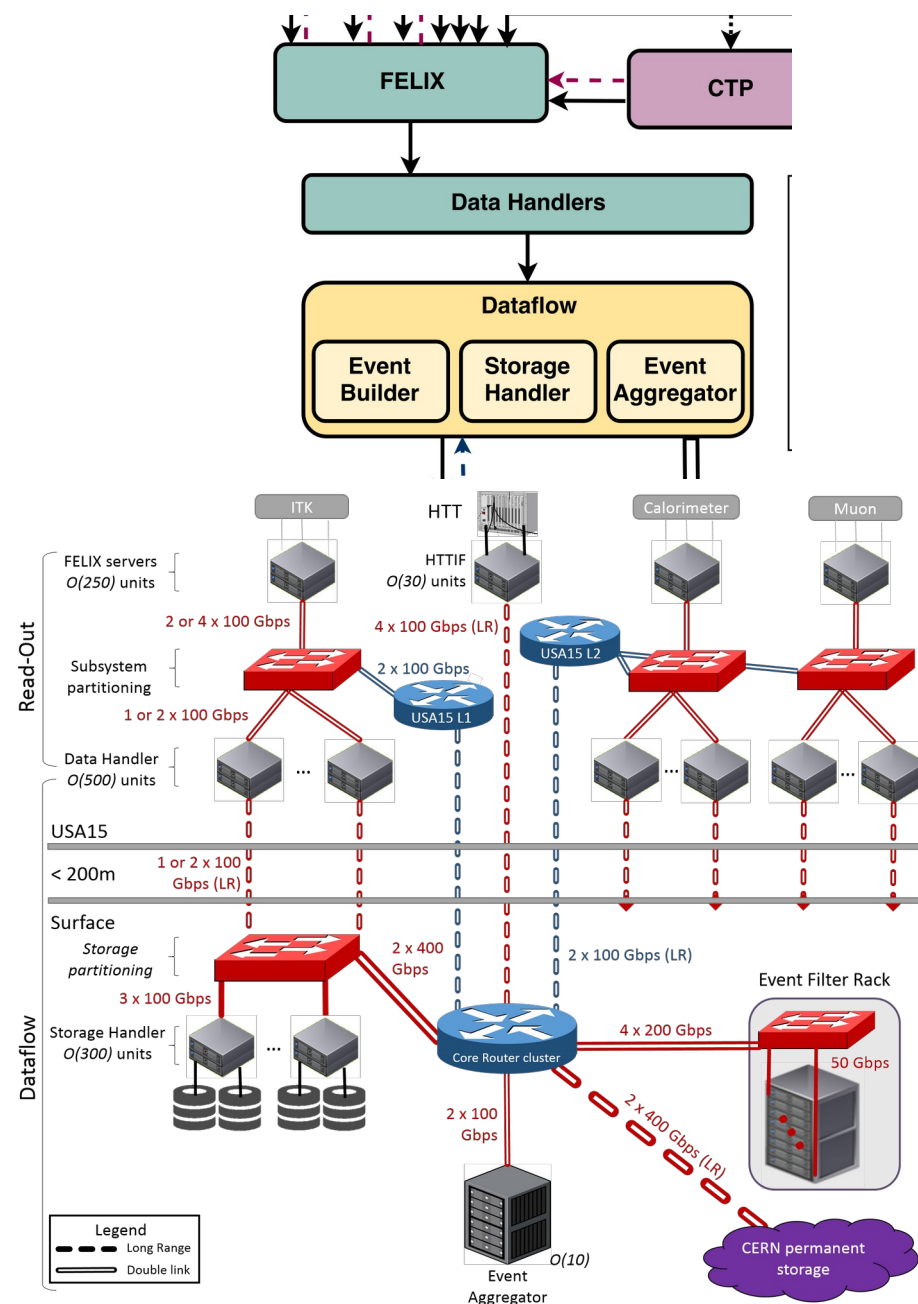 FELIX
CTP
Data Handlers
Dataflow
Event
Builder
Storage
Handler
Event
Aggregator
ITK
HTT
Calorimeter
Muon
FELIX servers
O(250) units
HTTIF
O(30) units
2 or 4 x 100 Gbps
4 x 100 Gbps (LR)
USA15 L2
Read-Out
Subsystem
partitioning
2 x 100 Gbps
USA15 L1
1 or 2 x 100 Gbps
Data Handler
O(500) units
...
...
...
USA15
< 200m
1 or 2 x 100
Gbps (LR)
Surface
Storage
partitioning
2 x 400
Gbps
2 x 100 Gbps (LR)
Event Filter Rack
3 x 100 Gbps
4 x 200 Gbps
50 Gbps
Dataflow
Storage Handler
O(300) units
...
Core Router cluster
2 x 100
Gbps
2 x 400 Gbps (LR)
Legend
Long Range
Double link
O(10)
Event
Aggregator
CERN permanent
storage